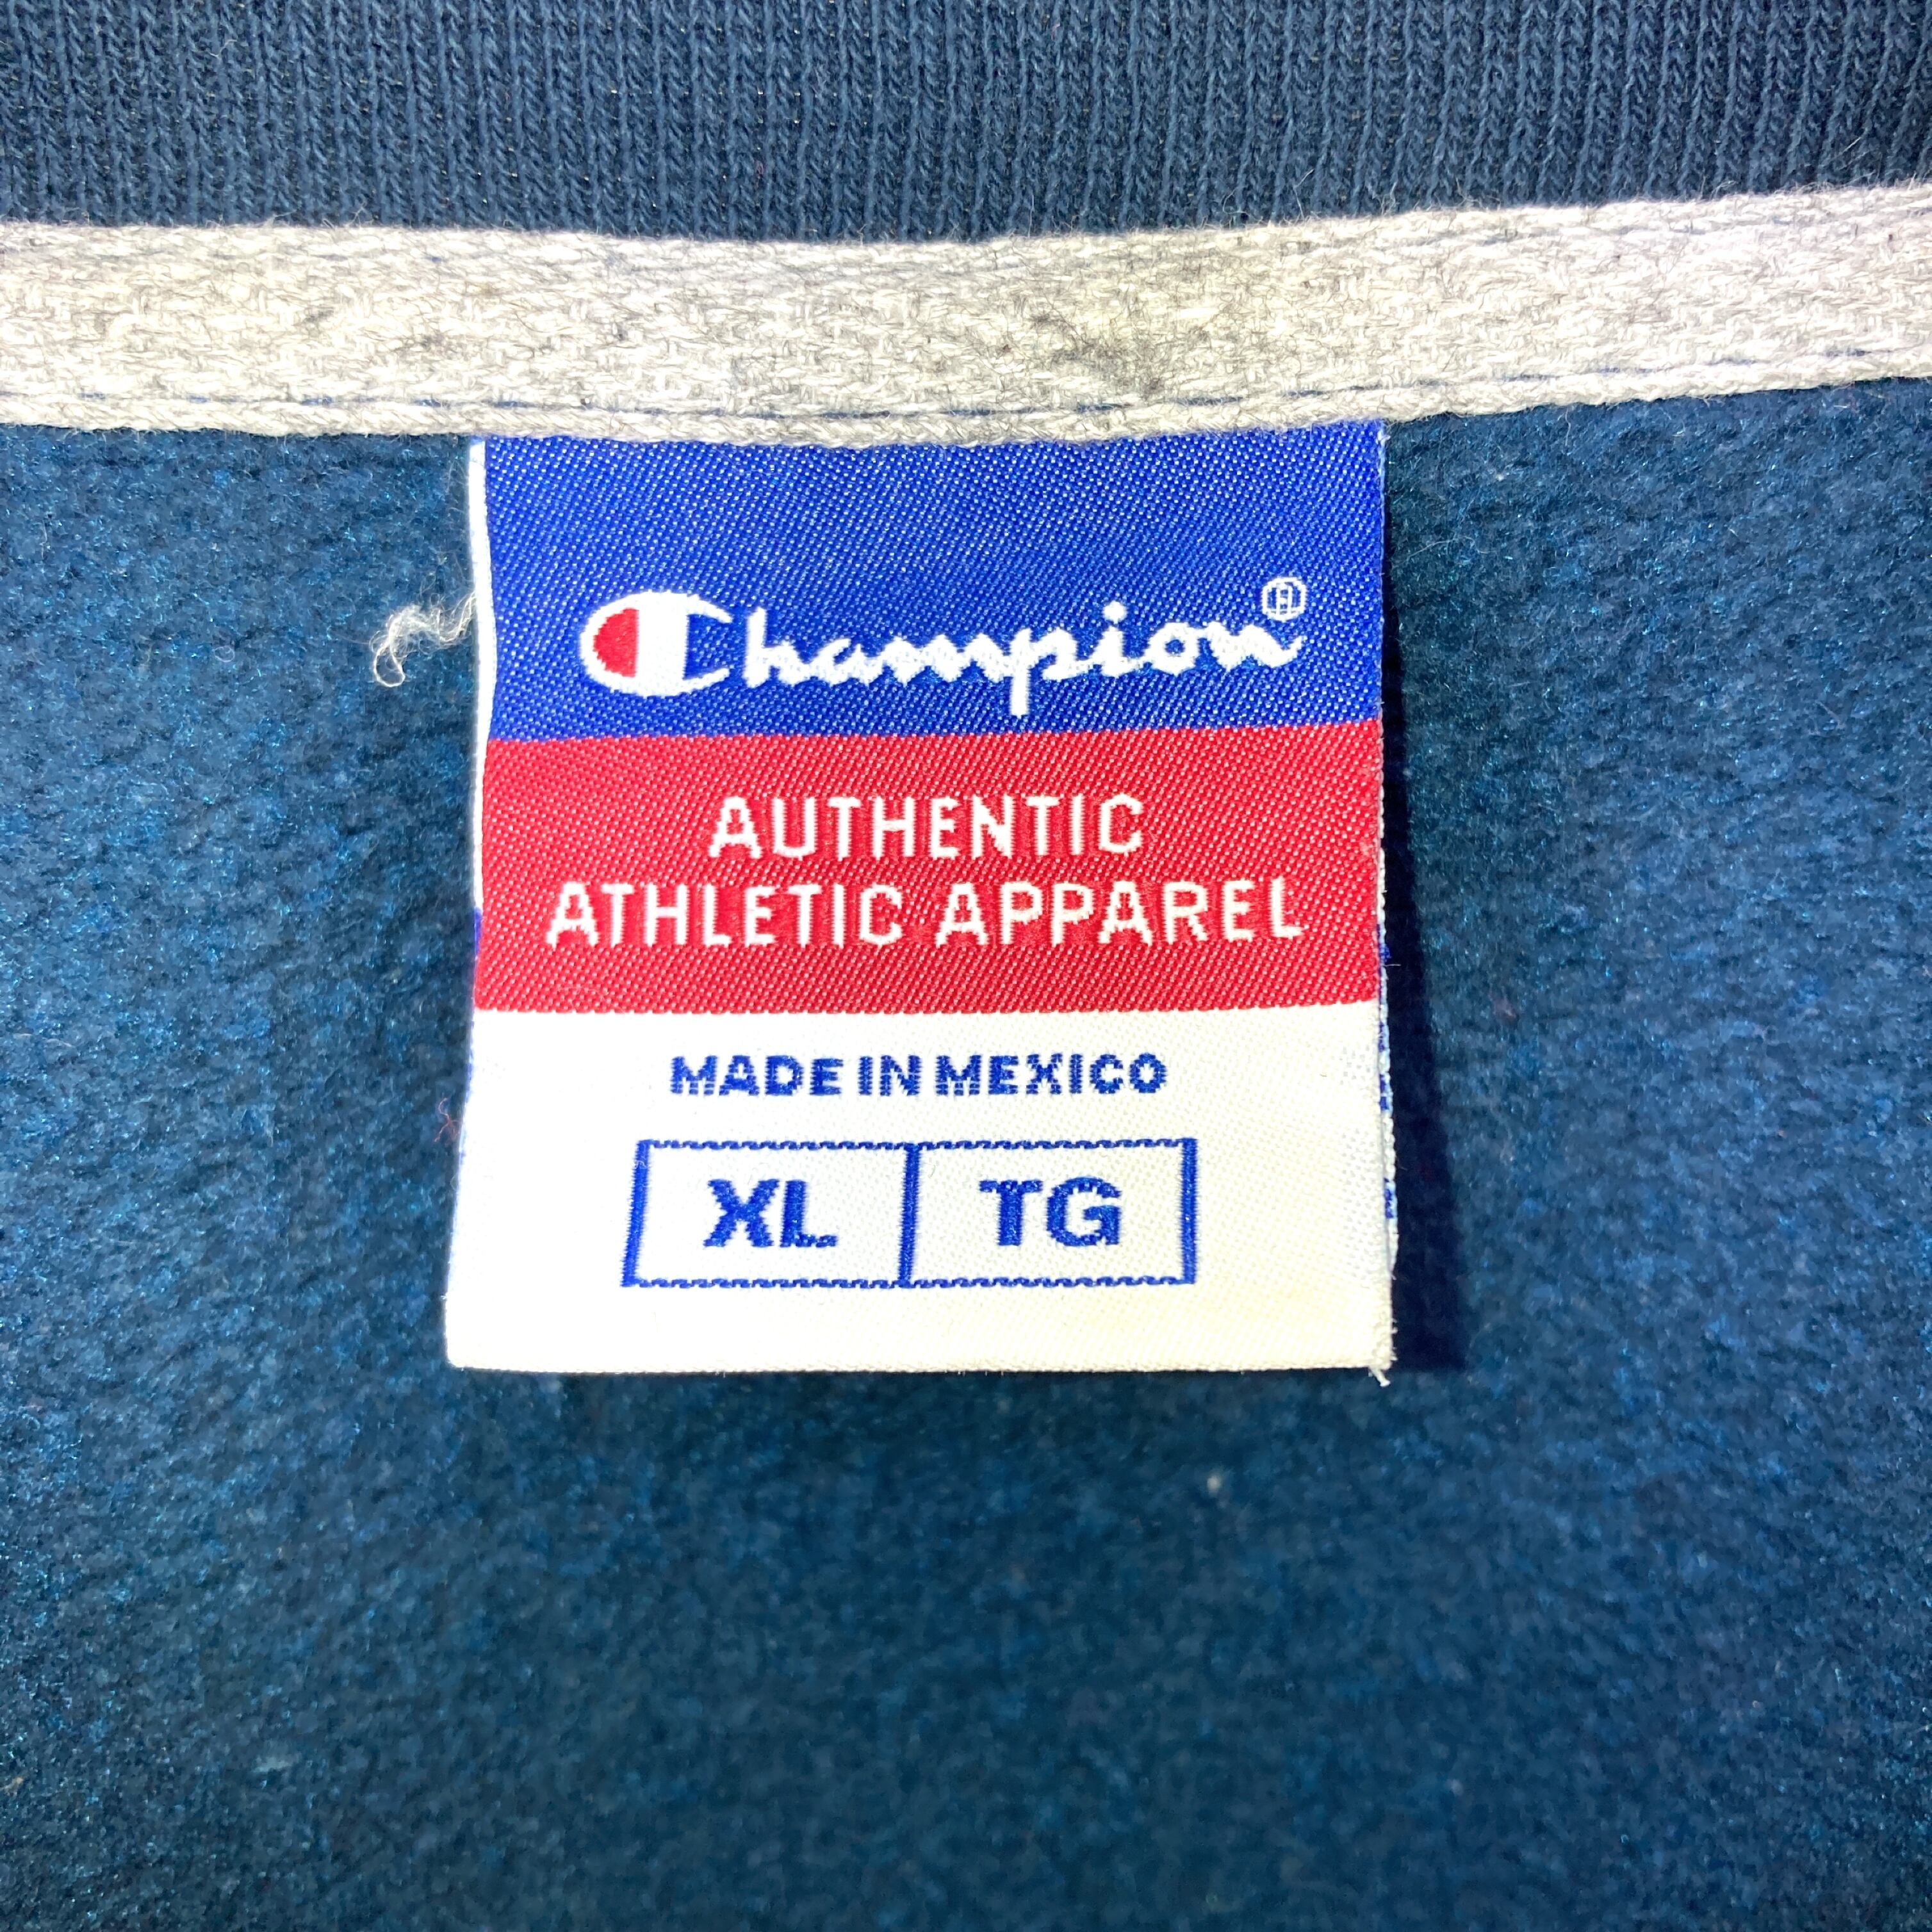 Champion®
AUTHENTIC
ATHLETIC APPAREL
MADE IN MEXICO
XL TG